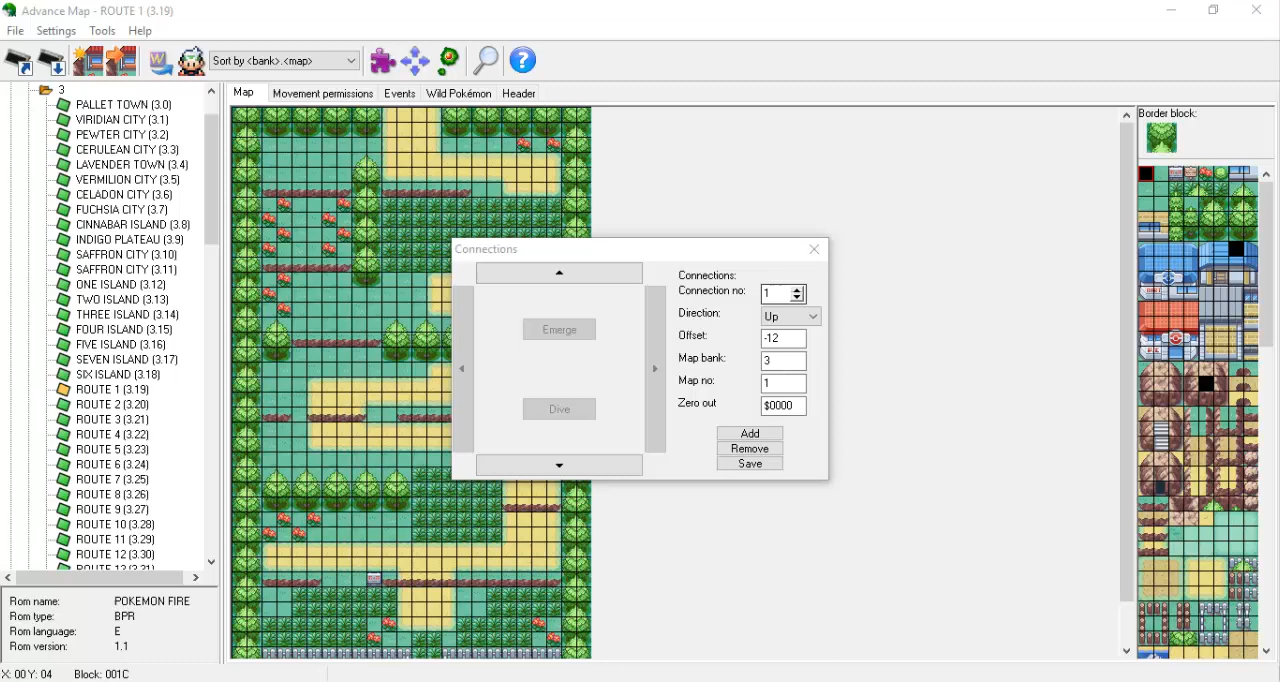 Advance Map - ROUTE 1 (3.19)
File Settings Tools Help
Sort by <bank>.<map>
3
PALLET TOWN (3.0)
VIRIDIAN CITY (3.1)
PEWTER CITY (3.2)
CERULEAN CITY (3.3)
LAVENDER TOWN (3.4)
VERMILION CITY (3.5)
CELADON CITY (3.6)
FUCHSIA CITY (3.7)
CINNABAR ISLAND (3.8)
INDIGO PLATEAU (3.9)
SAFFRON CITY (3.10)
SAFFRON CITY (3.11)
ONE ISLAND (3.12)
TWO ISLAND (3.13)
THREE ISLAND (3.14)
FOUR ISLAND (3.15)
FIVE ISLAND (3.16)
SEVEN ISLAND (3.17)
SIX ISLAND (3.18)
ROUTE 1 (3.19)
ROUTE 2 (3.20)
ROUTE 3 (3.21)
ROUTE 4 (3.22)
ROUTE 5 (3.23)
ROUTE 6 (3.24)
ROUTE 7 (3.25)
ROUTE 8 (3.26)
ROUTE 9 (3.27)
ROUTE 10 (3.28)
ROUTE 11 (3.29)
ROUTE 12 (3.30)
ROUTE 13 (3.31)
Rom name: POKEMON FIRE
Rom type: BPR
Rom language: E
Rom version: 1.1
X: 00 Y: 04 Block: 001C
Map Movement permissions Events Wild Pokémon Header
Connections
Emerge
Dive
Connections:
Connection no: 1
Direction: Up
Offset: -12
Map bank: 3
Map no: 1
Zero out $0000
Add
Remove
Save
Border block: